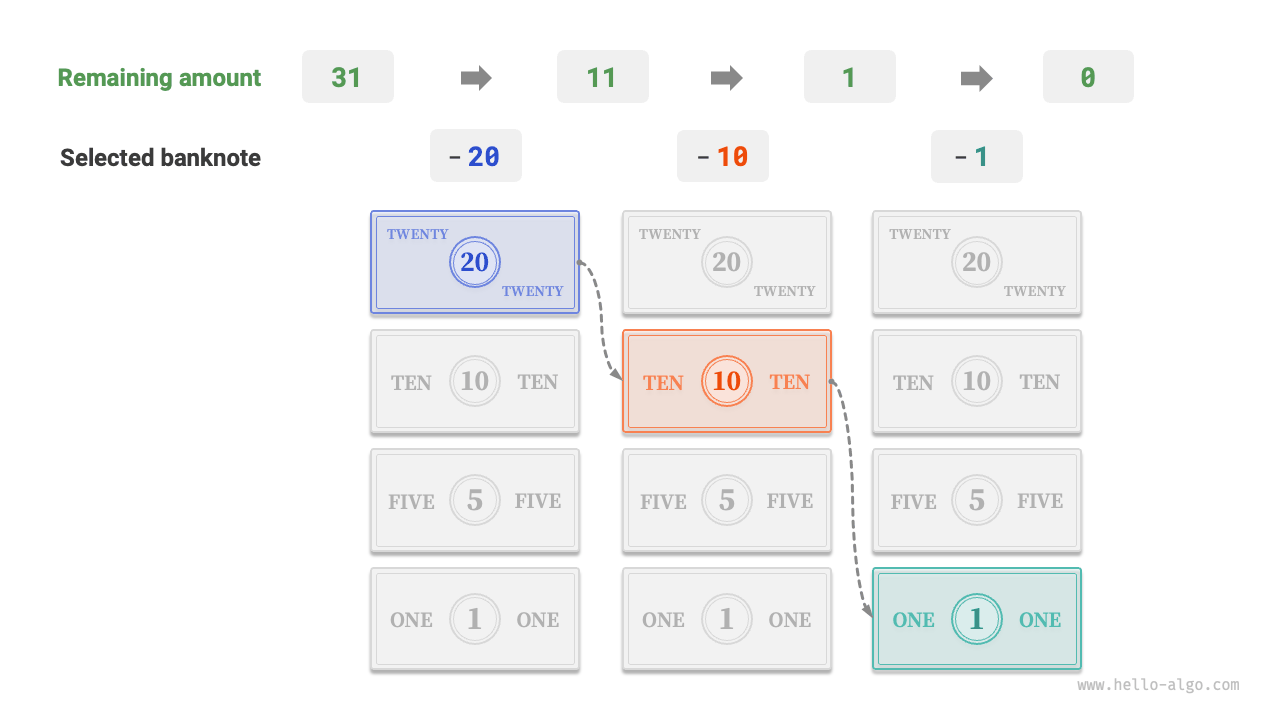 Remaining amount 31 11 1 0
Selected banknote - 20 - 10 - 1
TWENTY TWENTY TWENTY
20 20 20
TWENTY TWENTY TWENTY
TEN 10 TEN TEN 10 TEN TEN 10 TEN
FIVE 5 FIVE FIVE 5 FIVE FIVE 5 FIVE
ONE 1 ONE ONE 1 ONE ONE 1 ONE
www.hello-algo.com